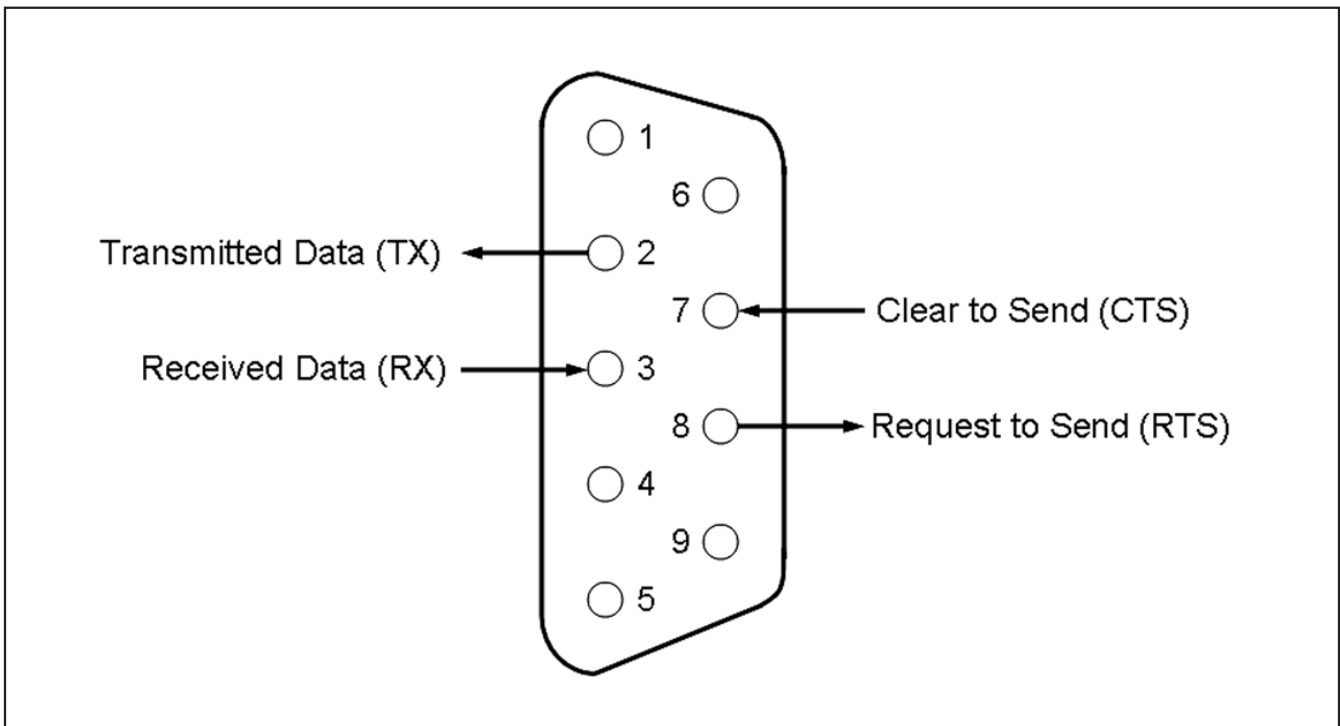 1
6
Transmitted Data (TX)
2
7
Clear to Send (CTS)
Received Data (RX)
3
8
Request to Send (RTS)
4
9
5